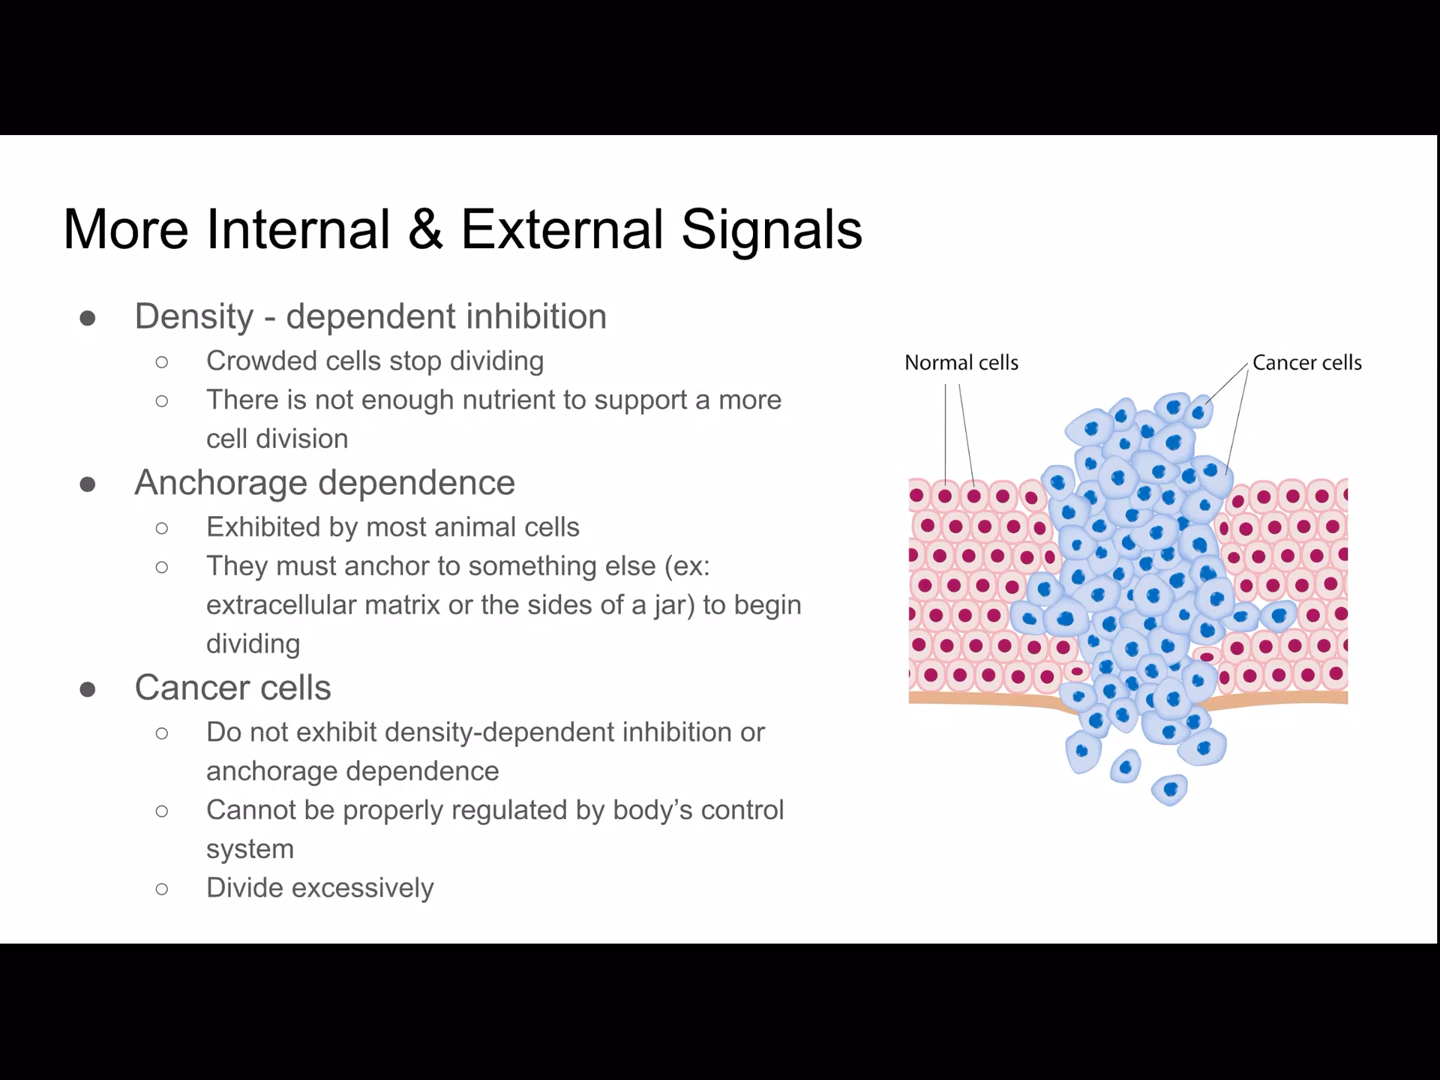 More Internal & External Signals
● Density - dependent inhibition
○ Crowded cells stop dividing
○ There is not enough nutrient to support a more
cell division
● Anchorage dependence
○ Exhibited by most animal cells
○ They must anchor to something else (ex:
extracellular matrix or the sides of a jar) to begin
dividing
● Cancer cells
○ Do not exhibit density-dependent inhibition or
anchorage dependence
○ Cannot be properly regulated by body’s control
system
○ Divide excessively
Normal cells
Cancer cells